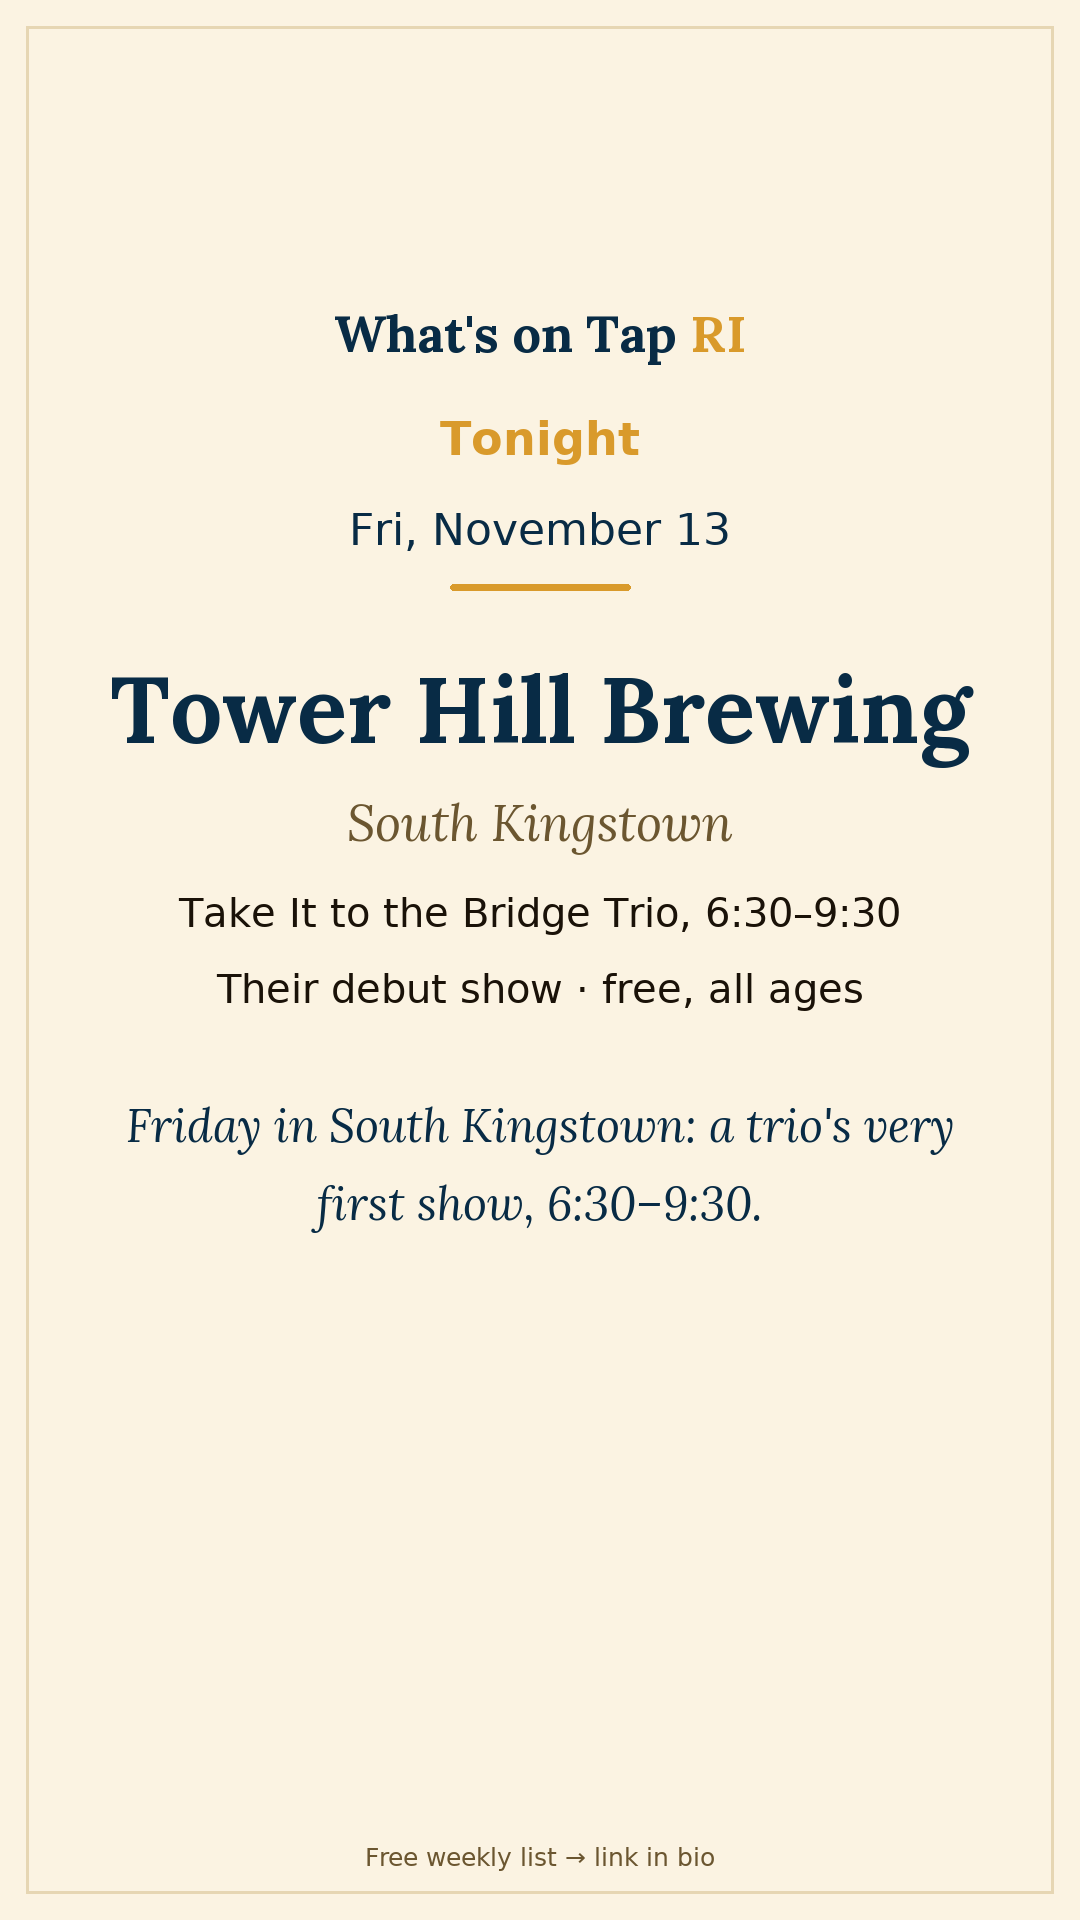 What's on Tap RI
Tonight
Fri, November 13
Tower Hill Brewing
South Kingstown
Take It to the Bridge Trio, 6:30–9:30
Their debut show · free, all ages
Friday in South Kingstown: a trio's very
first show, 6:30–9:30.
Free weekly list → link in bio